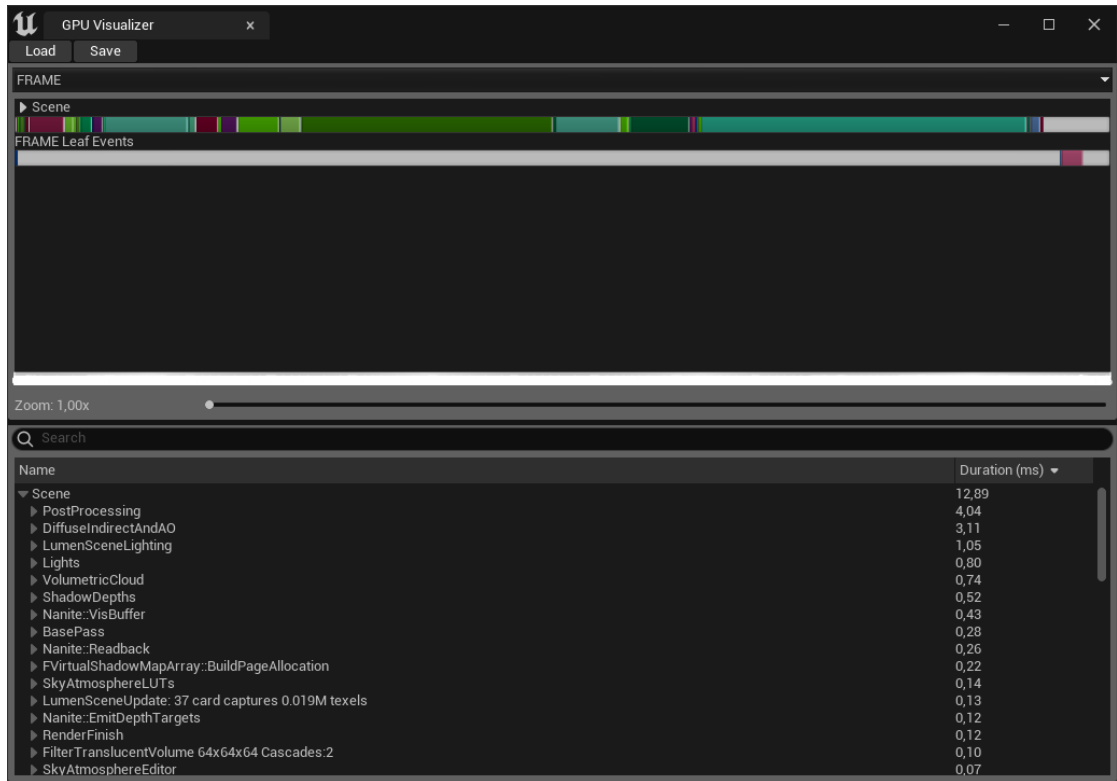 GPU Visualizer
Load Save
FRAME
Scene
FRAME Leaf Events
Zoom: 1,00x
Search
Name Duration (ms)
Scene 12,89
PostProcessing 4,04
DiffuseIndirectAndAO 3,11
LumenSceneLighting 1,05
Lights 0,80
VolumetricCloud 0,74
ShadowDepths 0,52
Nanite::VisBuffer 0,43
BasePass 0,28
Nanite::Readback 0,26
FVirtualShadowMapArray::BuildPageAllocation 0,22
SkyAtmosphereLUTs 0,14
LumenSceneUpdate: 37 card captures 0.019M texels 0,13
Nanite::EmitDepthTargets 0,12
RenderFinish 0,12
FilterTranslucentVolume 64x64x64 Cascades:2 0,10
SkyAtmosphereEditor 0,07